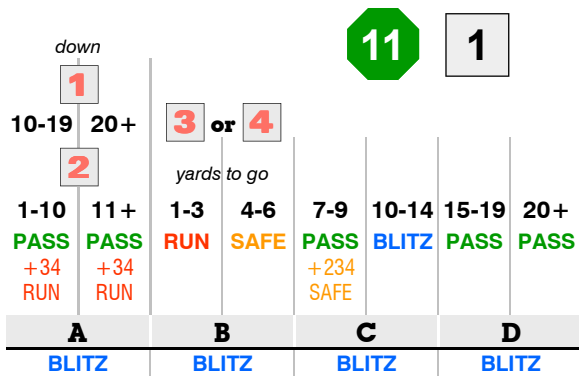 11 1
down
1
10-19 20+ 3 or 4
2 yards to go
1-10 11+ 1-3 4-6 7-9 10-14 15-19 20+
PASS PASS RUN SAFE PASS BLITZ PASS PASS
+34 +34 +234
RUN RUN SAFE
A B C D
BLITZ BLITZ BLITZ BLITZ